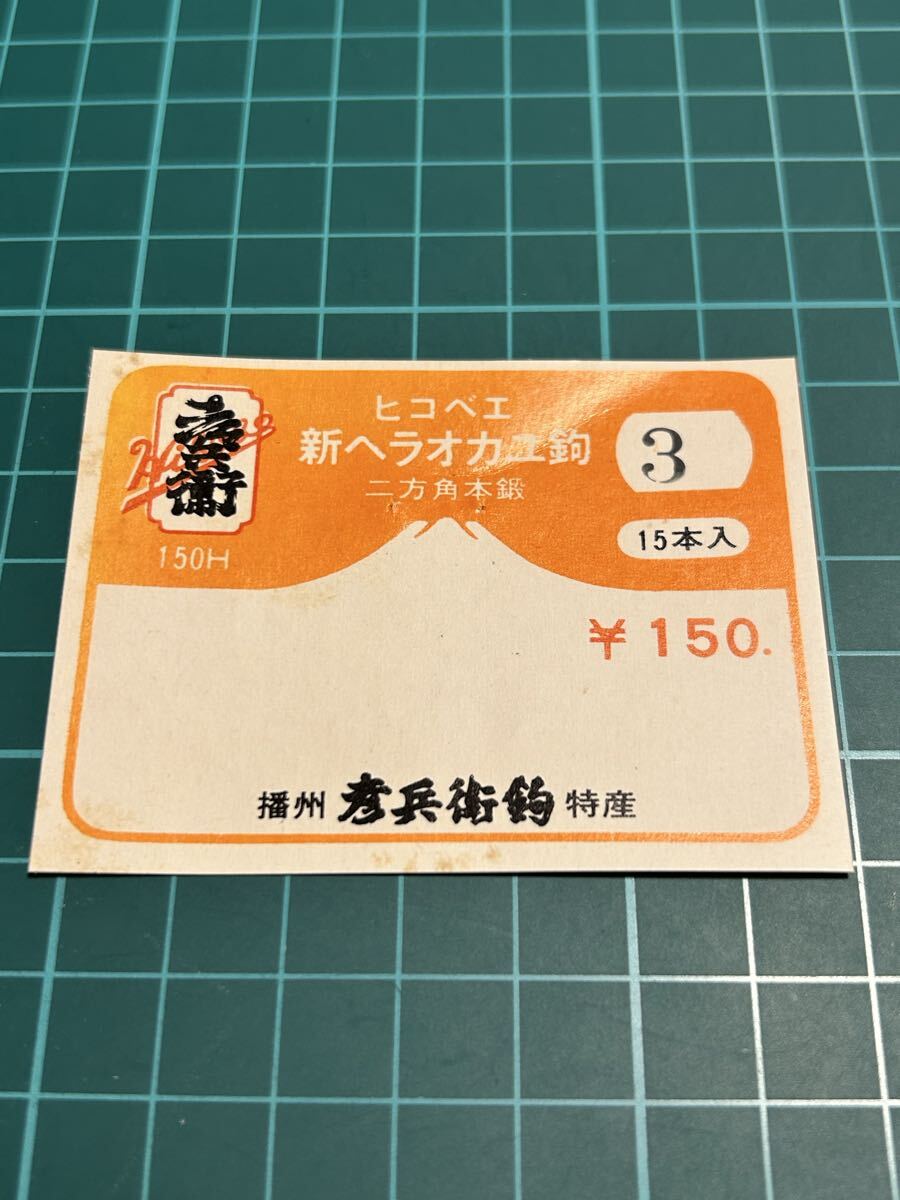 ヒコベエ
新ヘラオカユ鈎
二方角本鍛
彦兵衛
150H
3
15本入
¥150.
播州 彦兵衛鈎 特産